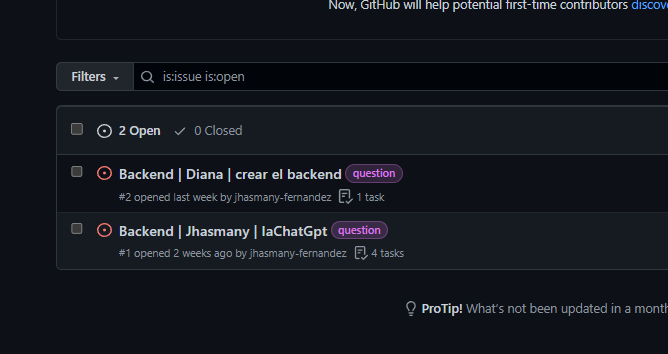 Now, GitHub will help potential first-time contributors
Filters
is:issue is:open
2 Open 0 Closed
Backend | Diana | crear el backend question
#2 opened last week by jhasmany-fernandez 1 task
Backend | Jhasmany | IaChatGpt question
#1 opened 2 weeks ago by jhasmany-fernandez 4 tasks
ProTip! What's not been updated in a month